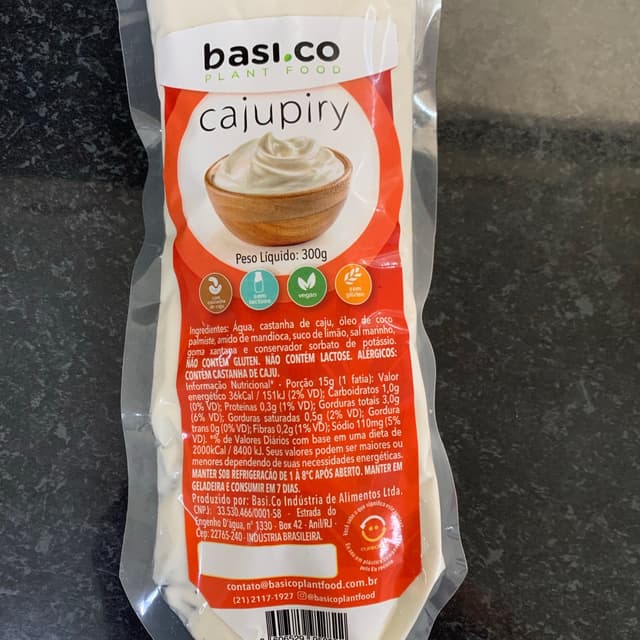 basi.co
PLANT FOOD
cajupiry
Peso Líquido: 300g
com castanha de caju
sem lactose
vegan
sem glúten
Ingredientes: Água, castanha de caju, óleo de coco
palmiste, amido de mandioca, suco de limão, sal marinho,
goma xantana e conservador sorbato de potássio.
NÃO CONTÉM GLUTEN. NÃO CONTÉM LACTOSE. ALÉRGICOS:
CONTÉM CASTANHA DE CAJU.
Informação Nutricional* - Porção 15g (1 fatia): Valor
energético 36kCal / 151kJ (2% VD); Carboidratos 1,0g
(0% VD); Proteínas 0,3g (1% VD); Gorduras totais 3,0g
(6% VD); Gorduras saturadas 0,5g (2% VD); Gordura
trans 0g (0% VD); Fibras 0,2g (1% VD); Sódio 110mg (5%
VD). *% de Valores Diários com base em uma dieta de
2000kCal / 8400 kJ. Seus valores podem ser maiores ou
menores dependendo de suas necessidades energéticas.
MANTER SOB REFRIGERACÃO DE 1 À 8°C APÓS ABERTO. MANTER EM
GELADEIRA E CONSUMIR EM 7 DIAS.
Produzido por: Basi.Co Indústria de Alimentos Ltda.
CNPJ: 33.530.466/0001-58 - Estrada do
Engenho D'água, nº 1330 - Box 42 - Anil/RJ -
Cep: 22765-240 - INDÚSTRIA BRASILEIRA.
contato@basicoplantfood.com.br
(21) 2117-1927 @basicoplantfood